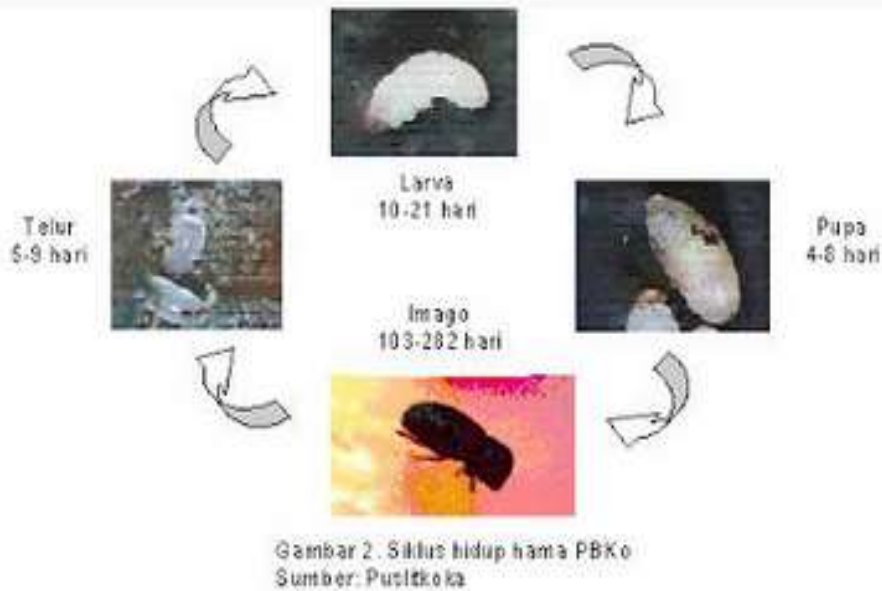 Larva
10-21 hari
Telur
5-9 hari
Pupa
4-8 hari
Imago
103-282 hari
Gambar 2. Siklus hidup hama PBKo
Sumber: Puslitkoka